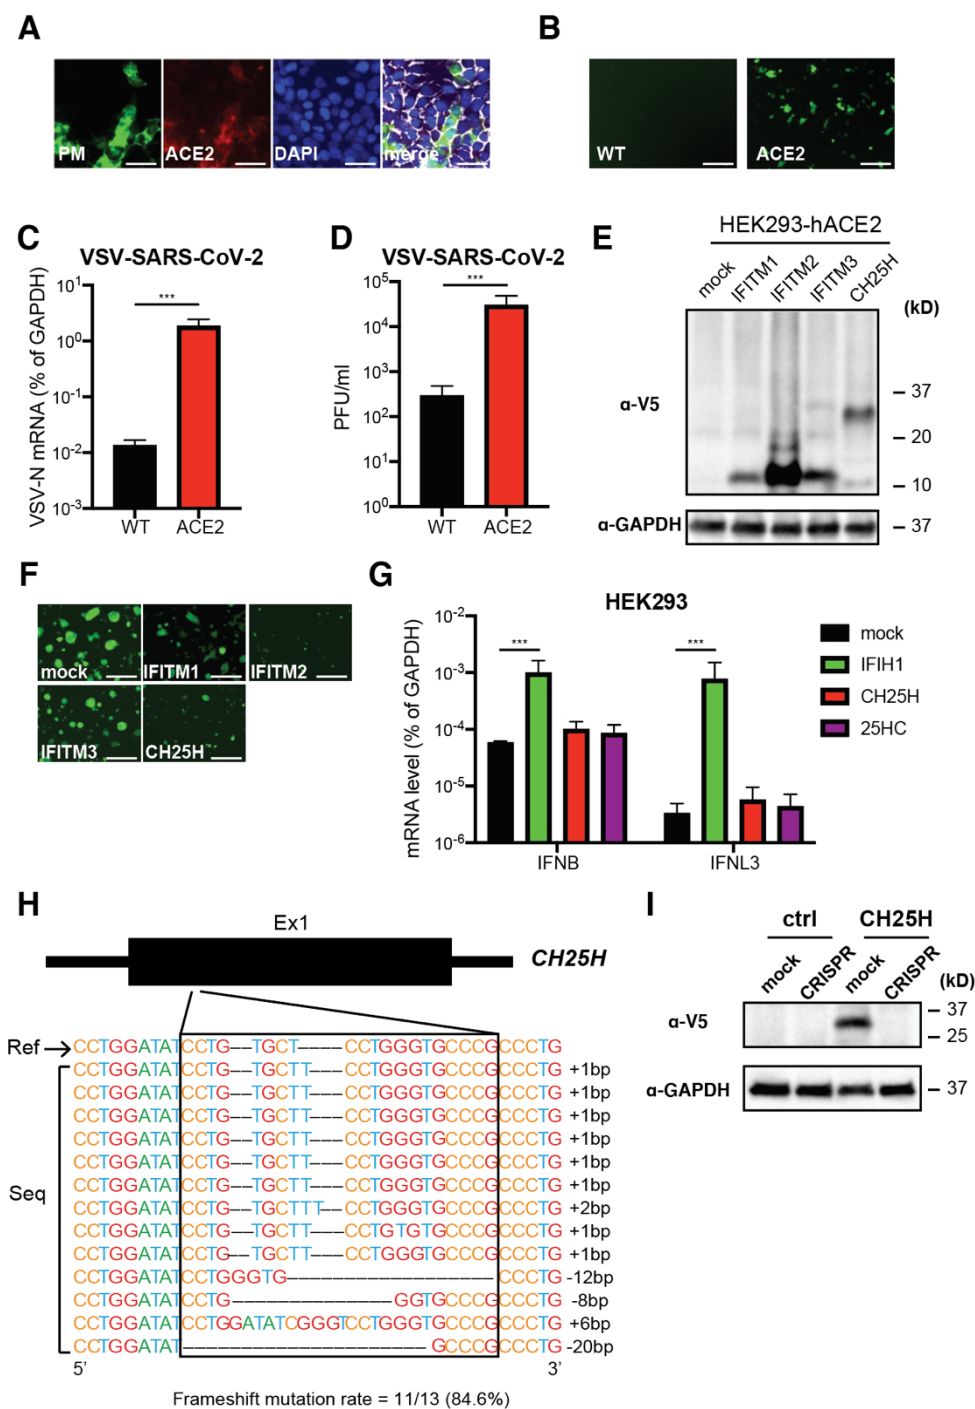 A
PM
ACE2
DAPI
merge
B
WT
ACE2
C
VSV-SARS-CoV-2
VSV-N mRNA (% of GAPDH)
10^1
10^0
10^-1
10^-2
10^-3
***
WT
ACE2
D
VSV-SARS-CoV-2
PFU/ml
10^5
10^4
10^3
10^2
10^1
10^0
***
WT
ACE2
E
HEK293-hACE2
mock
IFITM1
IFITM2
IFITM3
CH25H
(kD)
α-V5
– 37
– 20
– 10
α-GAPDH
– 37
F
mock
IFITM1
IFITM2
IFITM3
CH25H
G
HEK293
mRNA level (% of GAPDH)
10^-2
10^-3
10^-4
10^-5
10^-6
***
***
IFNB
IFNL3
mock
IFIH1
CH25H
25HC
H
Ex1
CH25H
Ref CCTGGATATCCTG--TGCT----CCTGGGTGCCCGCCCTG
Seq
CCTGGATATCCTG--TGCTT---CCTGGGTGCCCGCCCTG +1bp
CCTGGATATCCTG--TGCTT---CCTGGGTGCCCGCCCTG +1bp
CCTGGATATCCTG--TGCTT---CCTGGGTGCCCGCCCTG +1bp
CCTGGATATCCTG--TGCTT---CCTGGGTGCCCGCCCTG +1bp
CCTGGATATCCTG--TGCTT---CCTGGGTGCCCGCCCTG +1bp
CCTGGATATCCTG--TGCTT---CCTGGGTGCCCGCCCTG +1bp
CCTGGATATCCTG--TGCTTT--CCTGGGTGCCCGCCCTG +2bp
CCTGGATATCCTG--TGCTT---CCTGTGTGCCCGCCCTG +1bp
CCTGGATATCCTG--TGCTT---CCTGGGTGCCCGCCCTG +1bp
CCTGGATATCCTGGGTG------------------CCCTG -12bp
CCTGGATATCCTG--------------GGTGCCCGCCCTG -8bp
CCTGGATATCCTGGATATCGGGTCCTGGGTGCCCGCCCTG +6bp
CCTGGATAT---------------------GCCCGCCCTG -20bp
5' 3'
Frameshift mutation rate = 11/13 (84.6%)
I
ctrl
CH25H
mock
CRISPR
mock
CRISPR
(kD)
α-V5
– 37
– 25
α-GAPDH
– 37